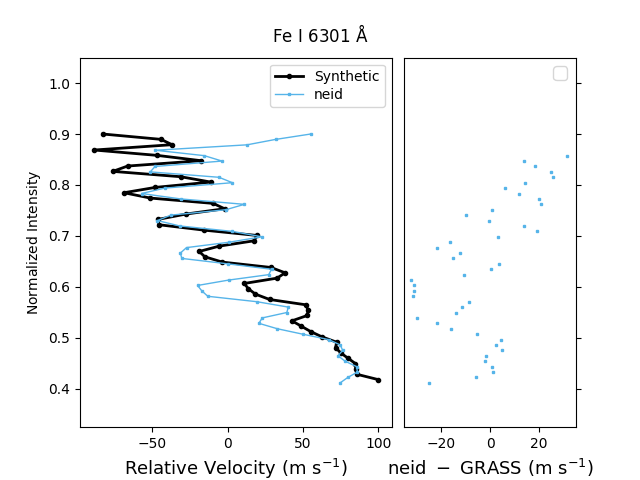 Fe I 6301 Å
Synthetic
neid
Normalized Intensity
1.0
0.9
0.8
0.7
0.6
0.5
0.4
−50 0 50 100
−20 0 20
Relative Velocity (m s⁻¹)
neid − GRASS (m s⁻¹)